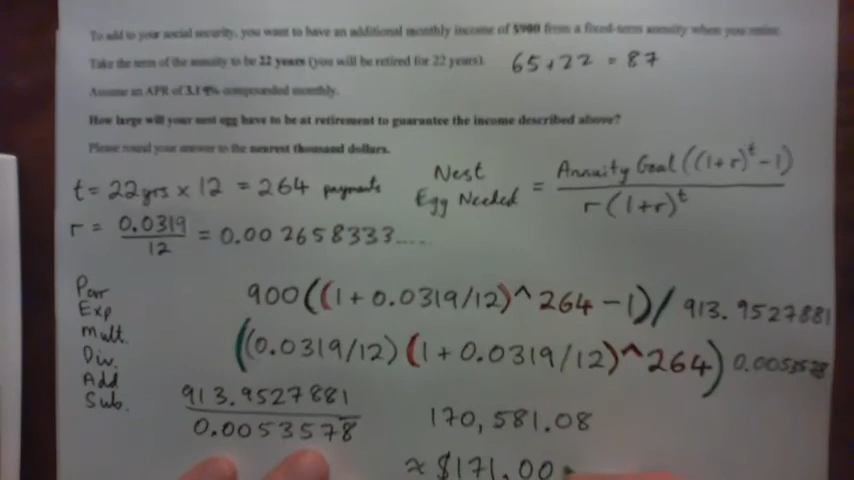 To add to your social security, you want to have an additional monthly income of $900 from a fixed-term annuity when you retire.
Take the term of the annuity to be 22 years (you will be retired for 22 years). 65+22 = 87
Assume an APR of 3.19% compounded monthly.
How large will your nest egg have to be at retirement to guarantee the income described above?
Please round your answer to the nearest thousand dollars.
Nest Egg Needed = Annuity Goal ((1+r)^t - 1) / r(1+r)^t
t = 22yrs x 12 = 264 payments
r = 0.0319/12 = 0.002658333....
Par
Exp
Mult.
Div.
Add
Sub.
900((1+0.0319/12)^264 -1)/ 913.9527881
((0.0319/12)(1+0.0319/12)^264) 0.0053578
913.9527881
0.0053578
170,581.08
≈ $171,00